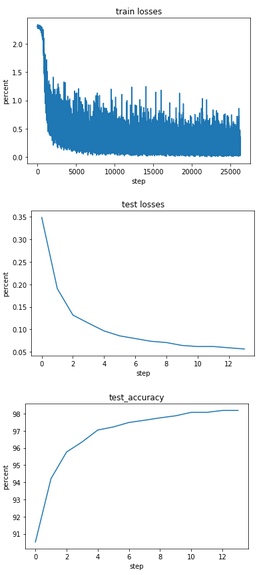 train losses
2.0
1.5
1.0
0.5
0.0
percent
0 5000 10000 15000 20000 25000
step
test losses
0.35
0.30
0.25
0.20
0.15
0.10
0.05
percent
0 2 4 6 8 10 12
step
test_accuracy
98
97
96
95
94
93
92
91
percent
0 2 4 6 8 10 12
step